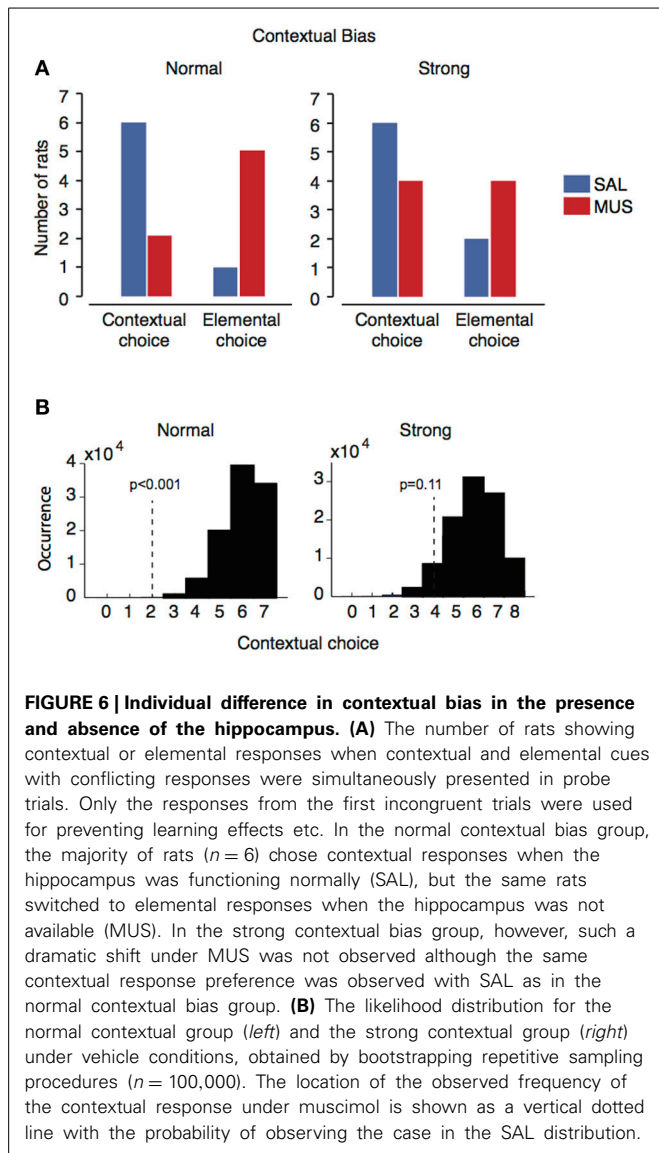 Contextual Bias
A
Normal
Strong
Number of rats
7
6
5
4
3
2
1
0
7
6
5
4
3
2
1
0
SAL
MUS
Contextual choice
Elemental choice
Contextual choice
Elemental choice
B
Normal
Strong
x10^4
4
3
2
1
0
Occurrence
p<0.001
0 1 2 3 4 5 6 7
x10^4
3
2
1
0
p=0.11
0 1 2 3 4 5 6 7 8
Contextual choice
FIGURE 6 | Individual difference in contextual bias in the presence
and absence of the hippocampus. (A) The number of rats showing
contextual or elemental responses when contextual and elemental cues
with conflicting responses were simultaneously presented in probe
trials. Only the responses from the first incongruent trials were used
for preventing learning effects etc. In the normal contextual bias group,
the majority of rats (n = 6) chose contextual responses when the
hippocampus was functioning normally (SAL), but the same rats
switched to elemental responses when the hippocampus was not
available (MUS). In the strong contextual bias group, however, such a
dramatic shift under MUS was not observed although the same
contextual response preference was observed with SAL as in the
normal contextual bias group. (B) The likelihood distribution for the
normal contextual group (left) and the strong contextual group (right)
under vehicle conditions, obtained by bootstrapping repetitive sampling
procedures (n = 100,000). The location of the observed frequency of
the contextual response under muscimol is shown as a vertical dotted
line with the probability of observing the case in the SAL distribution.